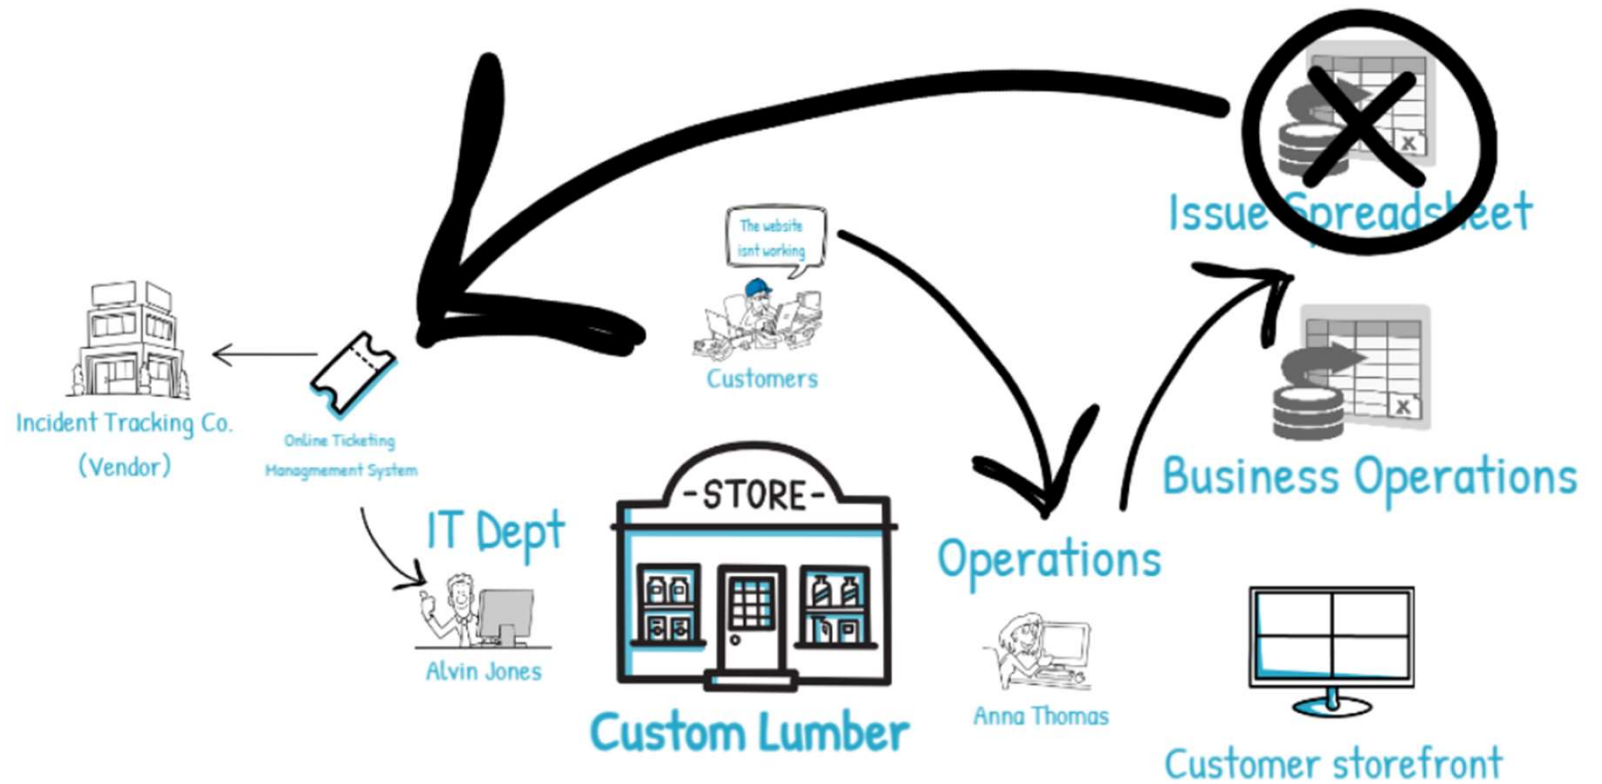 Issue Spreadsheet
The website
isnt working
Customers
Incident Tracking Co.
(Vendor)
Online Ticketing
Managmement System
X
X
Business Operations
-STORE-
IT Dept
Operations
Alvin Jones
Anna Thomas
Custom Lumber
Customer storefront